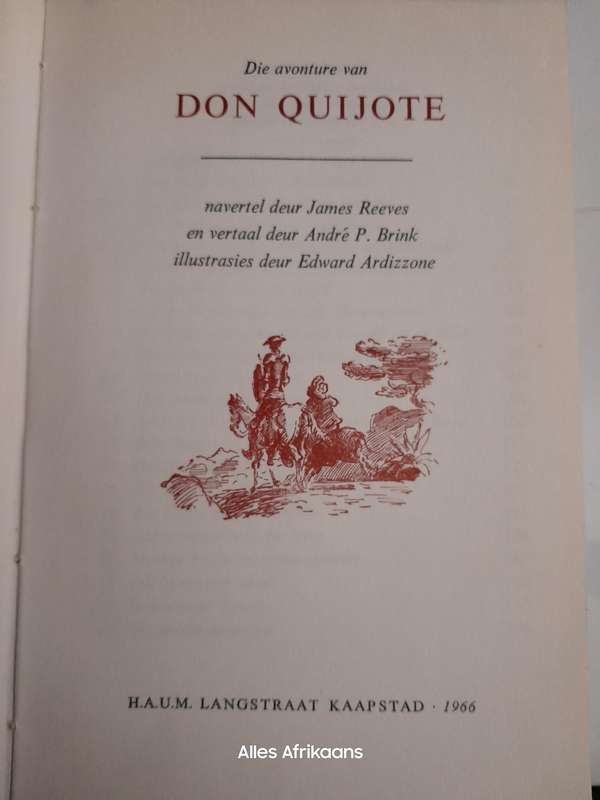 Die avonture van
DON QUIJOTE
navertel deur James Reeves
en vertaal deur André P. Brink
illustrasies deur Edward Ardizzone
H.A.U.M. LANGSTRAAT KAAPSTAD · 1966
Alles Afrikaans